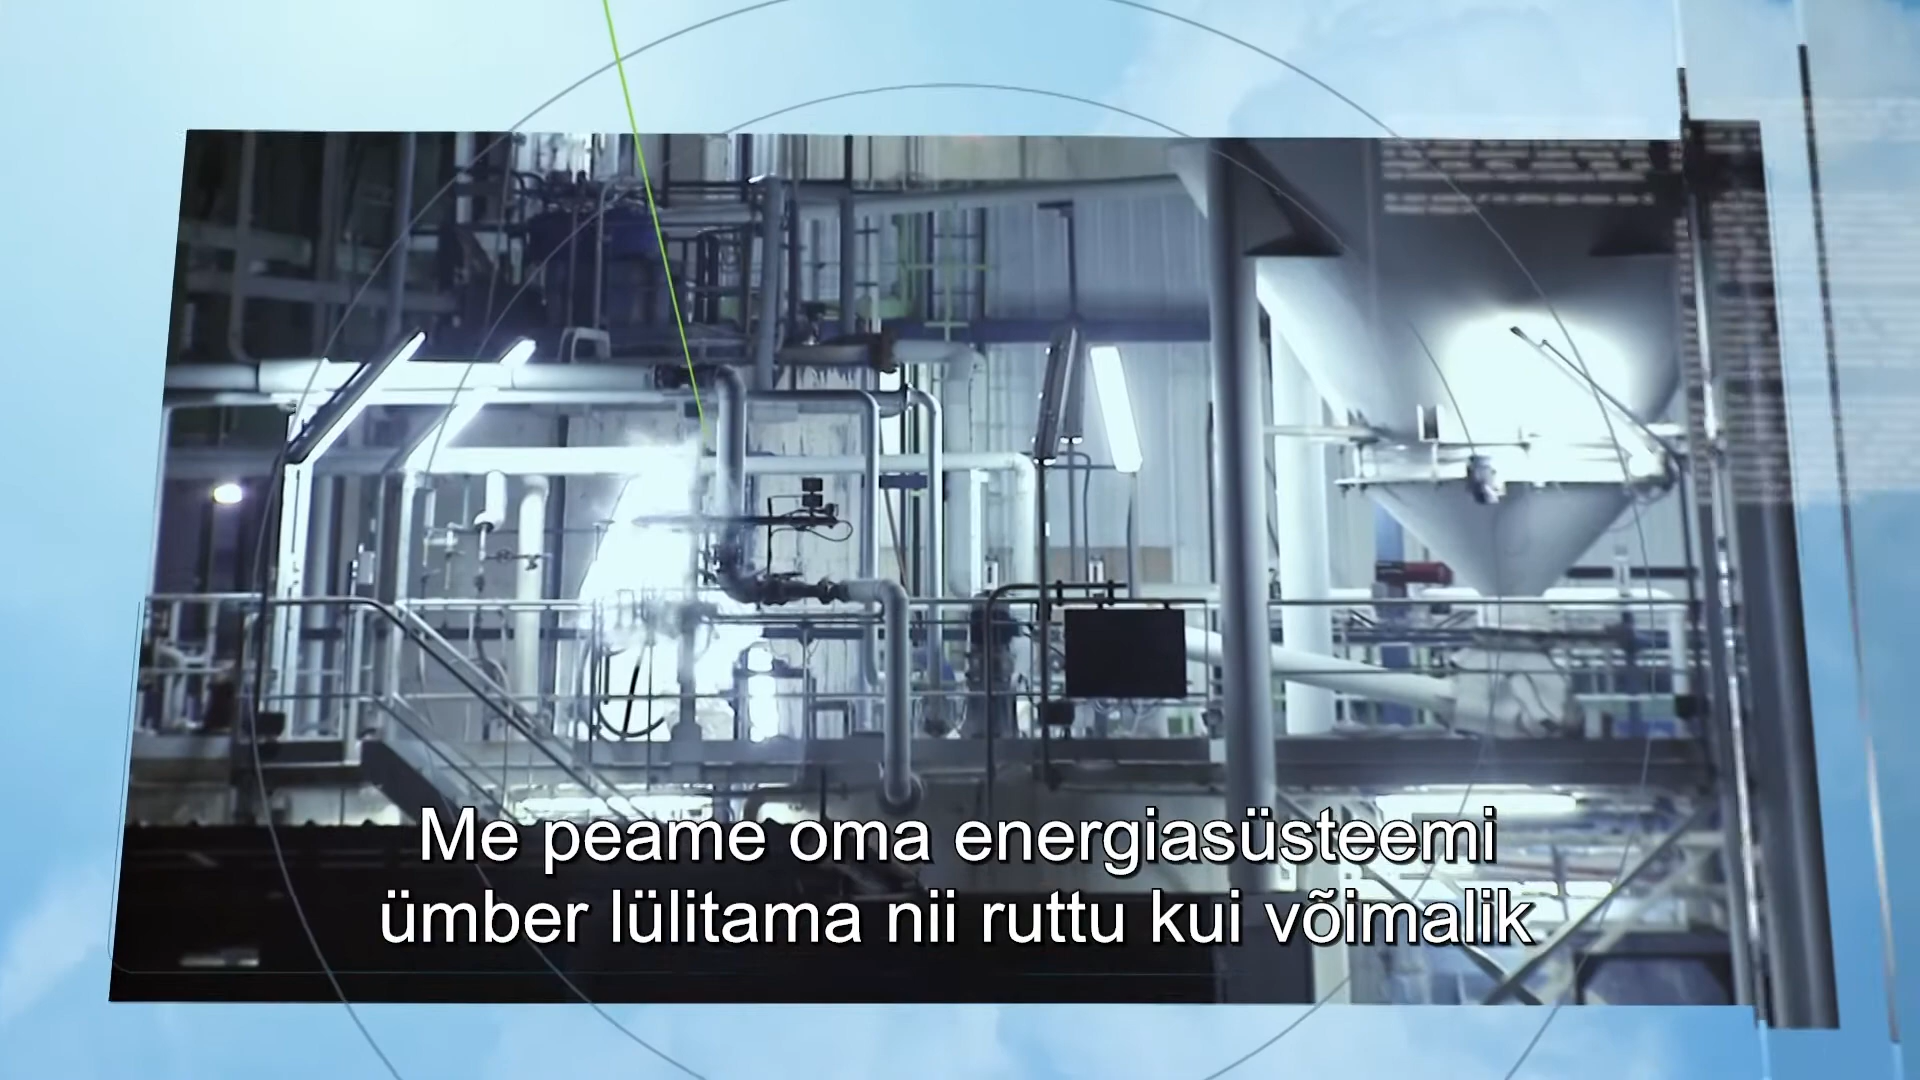 Me peame oma energiasüsteemi
ümber lülitama nii ruttu kui võimalik